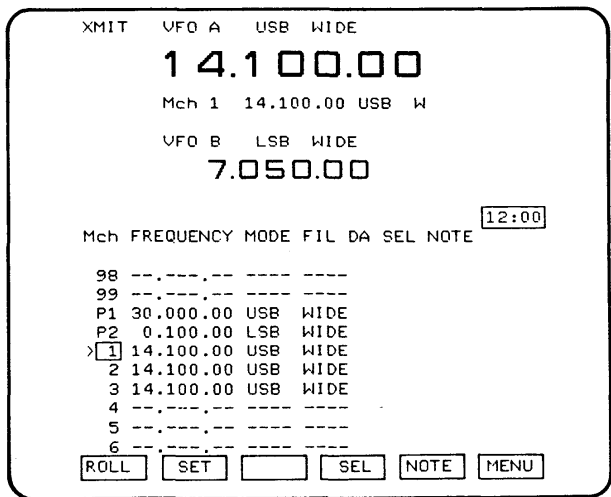 XMIT VFO A USB WIDE
14.100.00
Mch 1 14.100.00 USB W
VFO B LSB WIDE
7.050.00
12:00
Mch FREQUENCY MODE FIL DA SEL NOTE
98 --.---.-- ---- ----
99 --.---.-- ---- ----
P1 30.000.00 USB WIDE
P2 0.100.00 LSB WIDE
>1 14.100.00 USB WIDE
2 14.100.00 USB WIDE
3 14.100.00 USB WIDE
4 --.---.-- ---- ----
5 --.---.-- ---- ----
6 --.---.-- ---- ----
ROLL SET SEL NOTE MENU